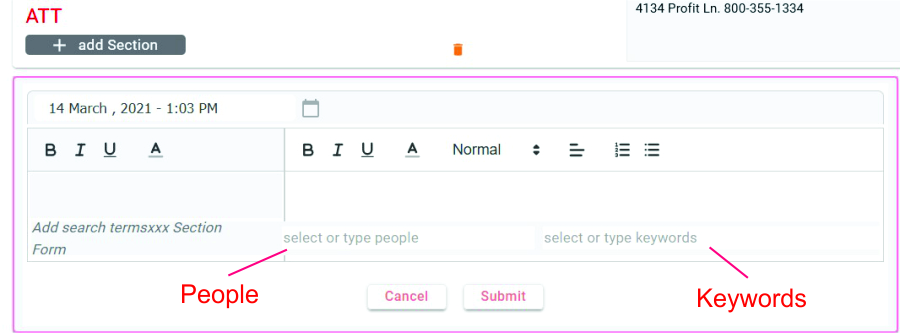 ATT
4134 Profit Ln. 800-355-1334
+ add Section
14 March , 2021 - 1:03 PM
B I U A B I U A Normal
Add search termsxxx Section
Form
select or type people
select or type keywords
People
Keywords
Cancel
Submit